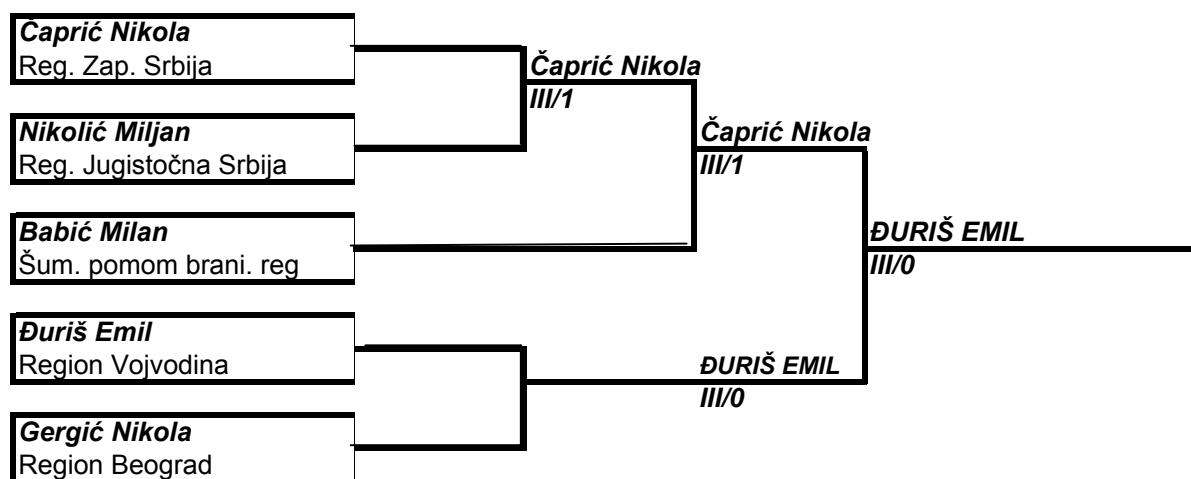 Čaprić Nikola
Reg. Zap. Srbija
Čaprić Nikola
III/1
Nikolić Miljan
Reg. Jugistočna Srbija
Čaprić Nikola
III/1
Babić Milan
Šum. pomom brani. reg
ĐURIŠ EMIL
III/0
Đuriš Emil
Region Vojvodina
ĐURIŠ EMIL
III/0
Gergić Nikola
Region Beograd